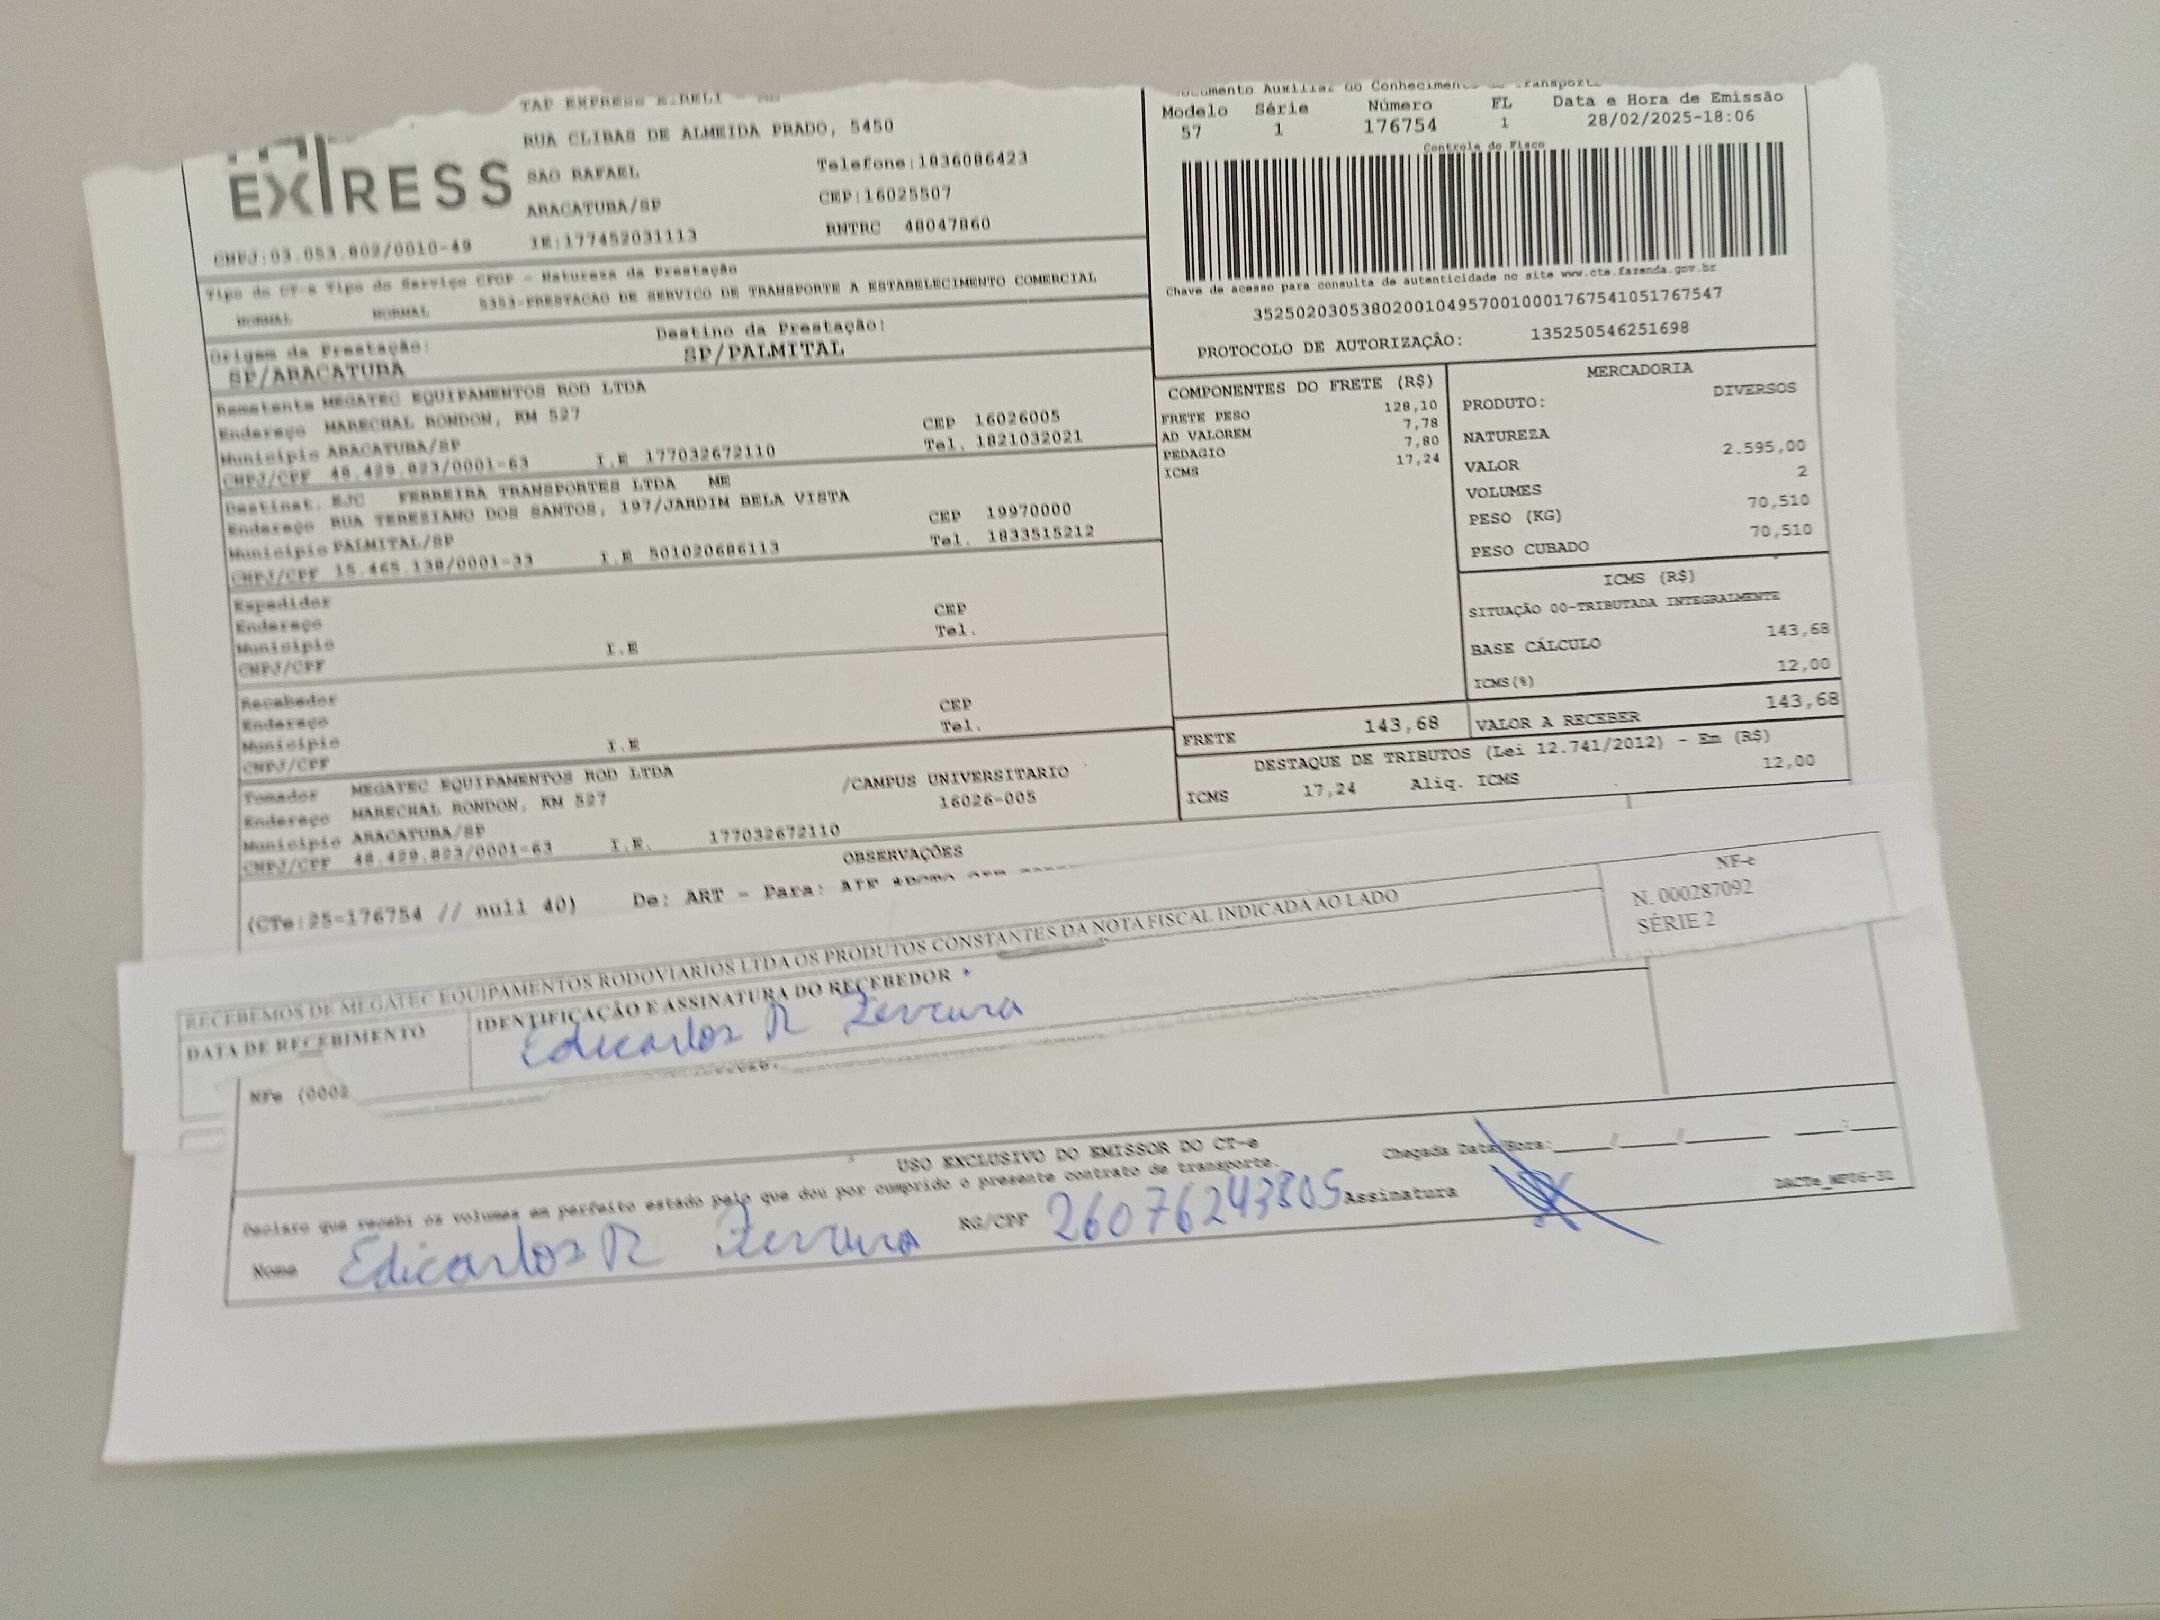 TAP EXPRESS EIRELI -
EXPRESS
RUA CLIBAS DE ALMEIDA PRADO, 5450
SAO RAFAEL Telefone:1836086423
ARACATUBA/SP CEP:16025507
CNPJ:03.053.802/0010-49 IE:177452031113 RNTRC 48047860
Tipo do CT-e Tipo do Serviço CFOP - Natureza da Prestação
NORMAL NORMAL 5353-PRESTACAO DE SERVICO DE TRANSPORTE A ESTABELECIMENTO COMERCIAL
Origem da Prestação: Destino da Prestação:
SP/ARACATUBA SP/PALMITAL
Remetente MEGATEC EQUIPAMENTOS ROD LTDA
Endereço MARECHAL RONDON, KM 527 CEP 16026005
Município ARACATUBA/SP Tel. 1821032021
CNPJ/CPF 48.429.823/0001-63 I.E 177032672110
Destinat. EJC FERREIRA TRANSPORTES LTDA ME
Endereço RUA TERESIANO DOS SANTOS, 197/JARDIM BELA VISTA CEP 19970000
Município PALMITAL/SP Tel. 1833515212
CNPJ/CPF 15.465.138/0001-33 I.E 501020686113
Expedidor
Endereço CEP
Município Tel.
CNPJ/CPF I.E
Recebedor
Endereço CEP
Município Tel.
CNPJ/CPF I.E
Tomador MEGATEC EQUIPAMENTOS ROD LTDA
Endereço MARECHAL RONDON, KM 527 /CAMPUS UNIVERSITARIO
Município ARACATUBA/SP 16026-005
CNPJ/CPF 48.429.823/0001-63 I.E. 177032672110
Documento Auxiliar do Conhecimento de Transporte
Modelo Série Número FL Data e Hora de Emissão
57 1 176754 1 28/02/2025-18:06
Controle do Fisco
Chave de acesso para consulta de autenticidade no site www.cte.fazenda.gov.br
35250203053802001049570010001767541051767547
PROTOCOLO DE AUTORIZAÇÃO: 135250546251698
COMPONENTES DO FRETE (R$)
FRETE PESO 128,10
AD VALOREM 7,78
PEDAGIO 7,80
ICMS 17,24
MERCADORIA
PRODUTO: DIVERSOS
NATUREZA
VALOR 2.595,00
VOLUMES 2
PESO (KG) 70,510
PESO CUBADO 70,510
ICMS (R$)
SITUAÇÃO 00-TRIBUTADA INTEGRALMENTE
BASE CÁLCULO 143,68
ICMS(%) 12,00
FRETE 143,68 VALOR A RECEBER 143,68
DESTAQUE DE TRIBUTOS (Lei 12.741/2012) - Em (R$)
ICMS 17,24 Aliq. ICMS 12,00
OBSERVAÇÕES
(CTe:25-176754 // null 40) De: ART - Para:
RECEBEMOS DE MEGATEC EQUIPAMENTOS RODOVIARIOS LTDA OS PRODUTOS CONSTANTES DA NOTA FISCAL INDICADA AO LADO
NF-e
N. 000287092
SÉRIE 2
DATA DE RECEBIMENTO IDENTIFICAÇÃO E ASSINATURA DO RECEBEDOR
Edicarlos R Ferreira
NFe (0002
USO EXCLUSIVO DO EMISSOR DO CT-e
Declaro que recebi os volumes em perfeito estado pelo que dou por cumprido o presente contrato de transporte. Chegada Data/Hora:___/___/___ ___:___
Nome Edicarlos R Ferreira RG/CPF 26076243805 Assinatura
DACTe_MP06-32